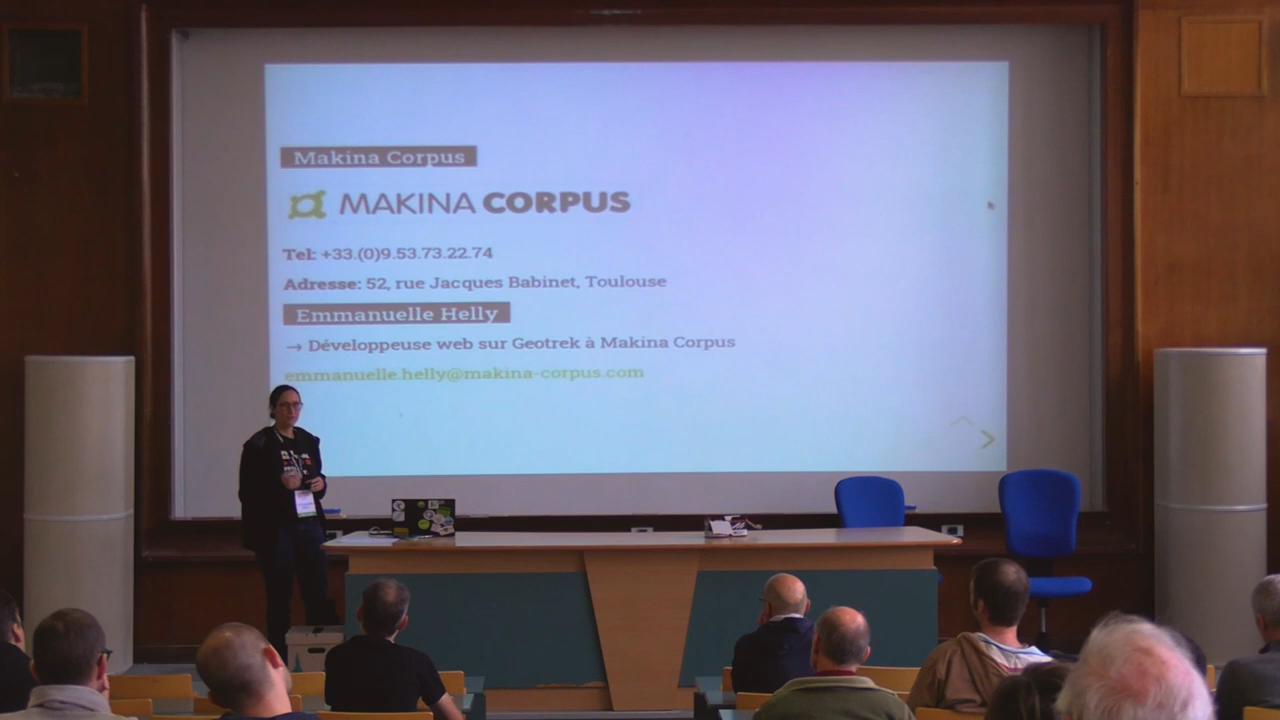 Makina Corpus
MAKINA CORPUS
Tel: +33.(0)9.53.73.22.74
Adresse: 52, rue Jacques Babinet, Toulouse
Emmanuelle Helly
→ Développeuse web sur Geotrek à Makina Corpus
emmanuelle.helly@makina-corpus.com